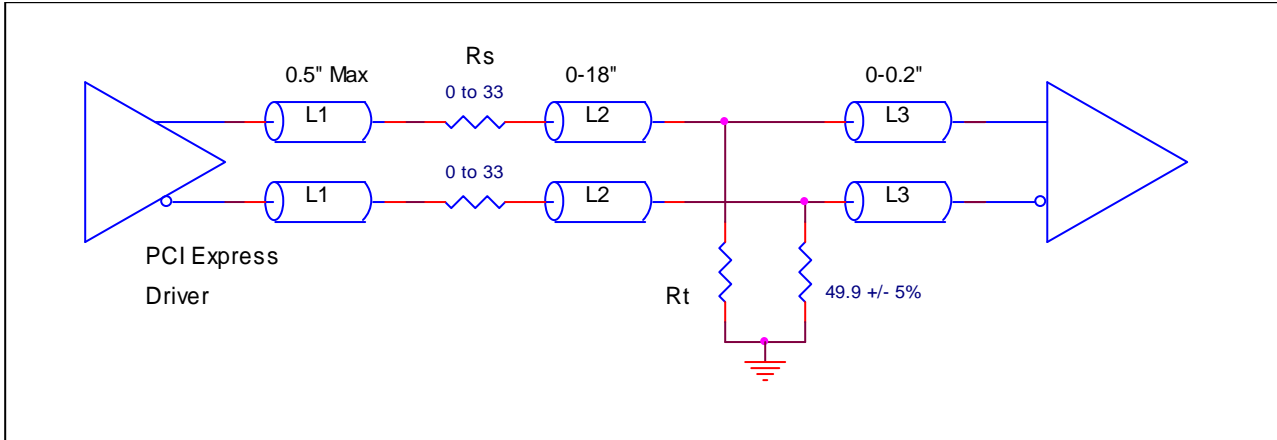 Rs
0.5" Max
0-18"
0-0.2"
0 to 33
L1
L2
L3
0 to 33
L1
L2
L3
PCI Express
Driver
Rt
49.9 +/- 5%